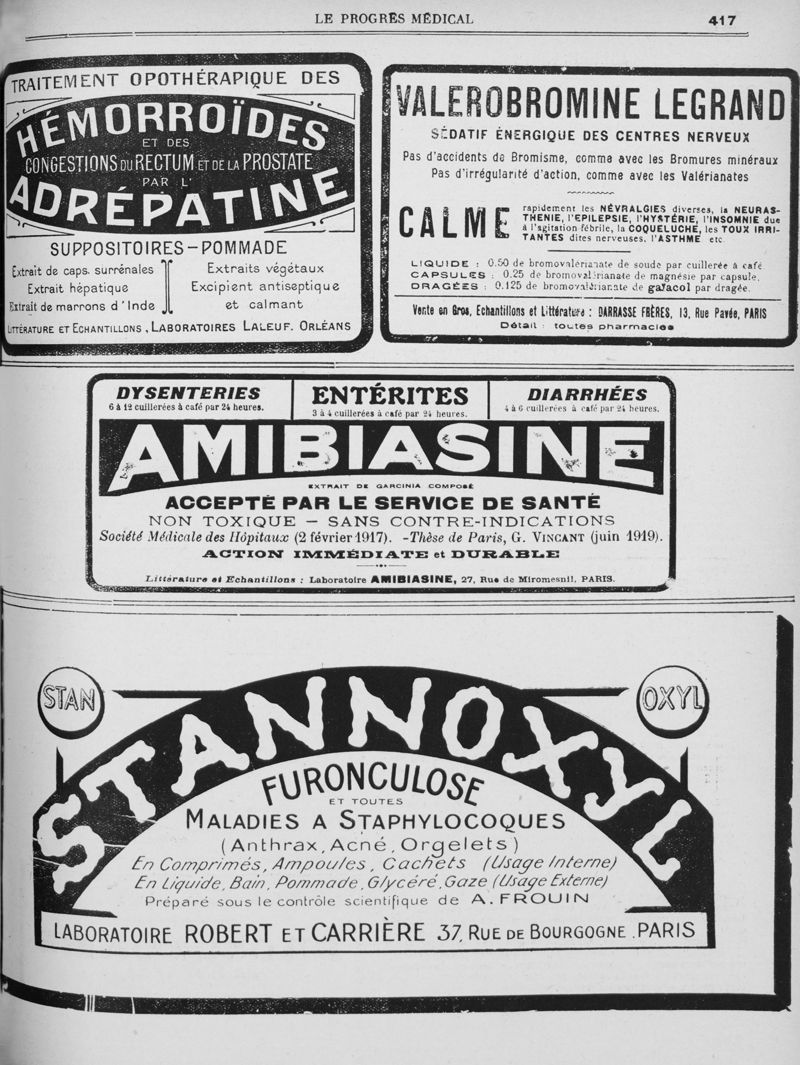 LE PROGRÈS MÉDICAL
417
TRAITEMENT OPOTHÉRAPIQUE DES
HÉMORROÏDES
ET DES
CONGESTIONS DU RECTUM ET DE LA PROSTATE
PAR L'
ADRÉPATINE
SUPPOSITOIRES–POMMADE
Extrait de caps. surrénales
Extrait hépatique
Extrait de marrons d'Inde
Extraits végétaux
Excipient antiseptique
et calmant
LITTÉRATURE ET ECHANTILLONS, LABORATOIRES LALEUF. ORLÉANS
VALEROBROMINE LEGRAND
SÉDATIF ÉNERGIQUE DES CENTRES NERVEUX
Pas d'accidents de Bromisme, comme avec les Bromures minéraux
Pas d'irrégularité d'action, comme avec les Valérianates
CALME
rapidement les NÉVRALGIES diverses, la NEURAS-
THENIE, l'EPILEPSIE, l'HYSTÉRIE, l'INSOMNIE due
à l'agitation fébrile, la COQUELUCHE, les TOUX IRRI-
TANTES dites nerveuses, l'ASTHME etc
LIQUIDE : 0.50 de bromovalérianate de soude par cuillerée à café
CAPSULES : 0.25 de bromovalérianate de magnésie par capsule.
DRAGÉES : 0.125 de bromovalérianate de gaïacol par dragée.
Vente en Gros, Echantillons et Littérature : DARRASSE FRÈRES, 13, Rue Pavée, PARIS
Détail : toutes pharmacies
DYSENTERIES
6 à 12 cuillerées à café par 24 heures.
ENTÉRITES
3 à 4 cuillerées à café par 24 heures.
DIARRHÉES
4 à 6 cuillerées à café par 24 heures.
AMIBIASINE
EXTRAIT DE GARCINIA COMPOSÉ
ACCEPTÉ PAR LE SERVICE DE SANTÉ
NON TOXIQUE – SANS CONTRE-INDICATIONS
Société Médicale des Hôpitaux (2 février 1917). -Thèse de Paris, G. VINCANT (juin 1919).
ACTION IMMÉDIATE et DURABLE
Littérature et Echantillons : Laboratoire AMIBIASINE, 27, Rue de Miromesnil, PARIS.
STAN
OXYL
STANNOXYL
FURONCULOSE
ET TOUTES
MALADIES A STAPHYLOCOQUES
(Anthrax, Acné, Orgelets)
En Comprimés, Ampoules, Cachets (Usage Interne)
En Liquide, Bain, Pommade, Glycéré, Gaze (Usage Externe)
Préparé sous le contrôle scientifique de A. FROUIN
LABORATOIRE ROBERT ET CARRIÈRE 37, RUE DE BOURGOGNE . PARIS